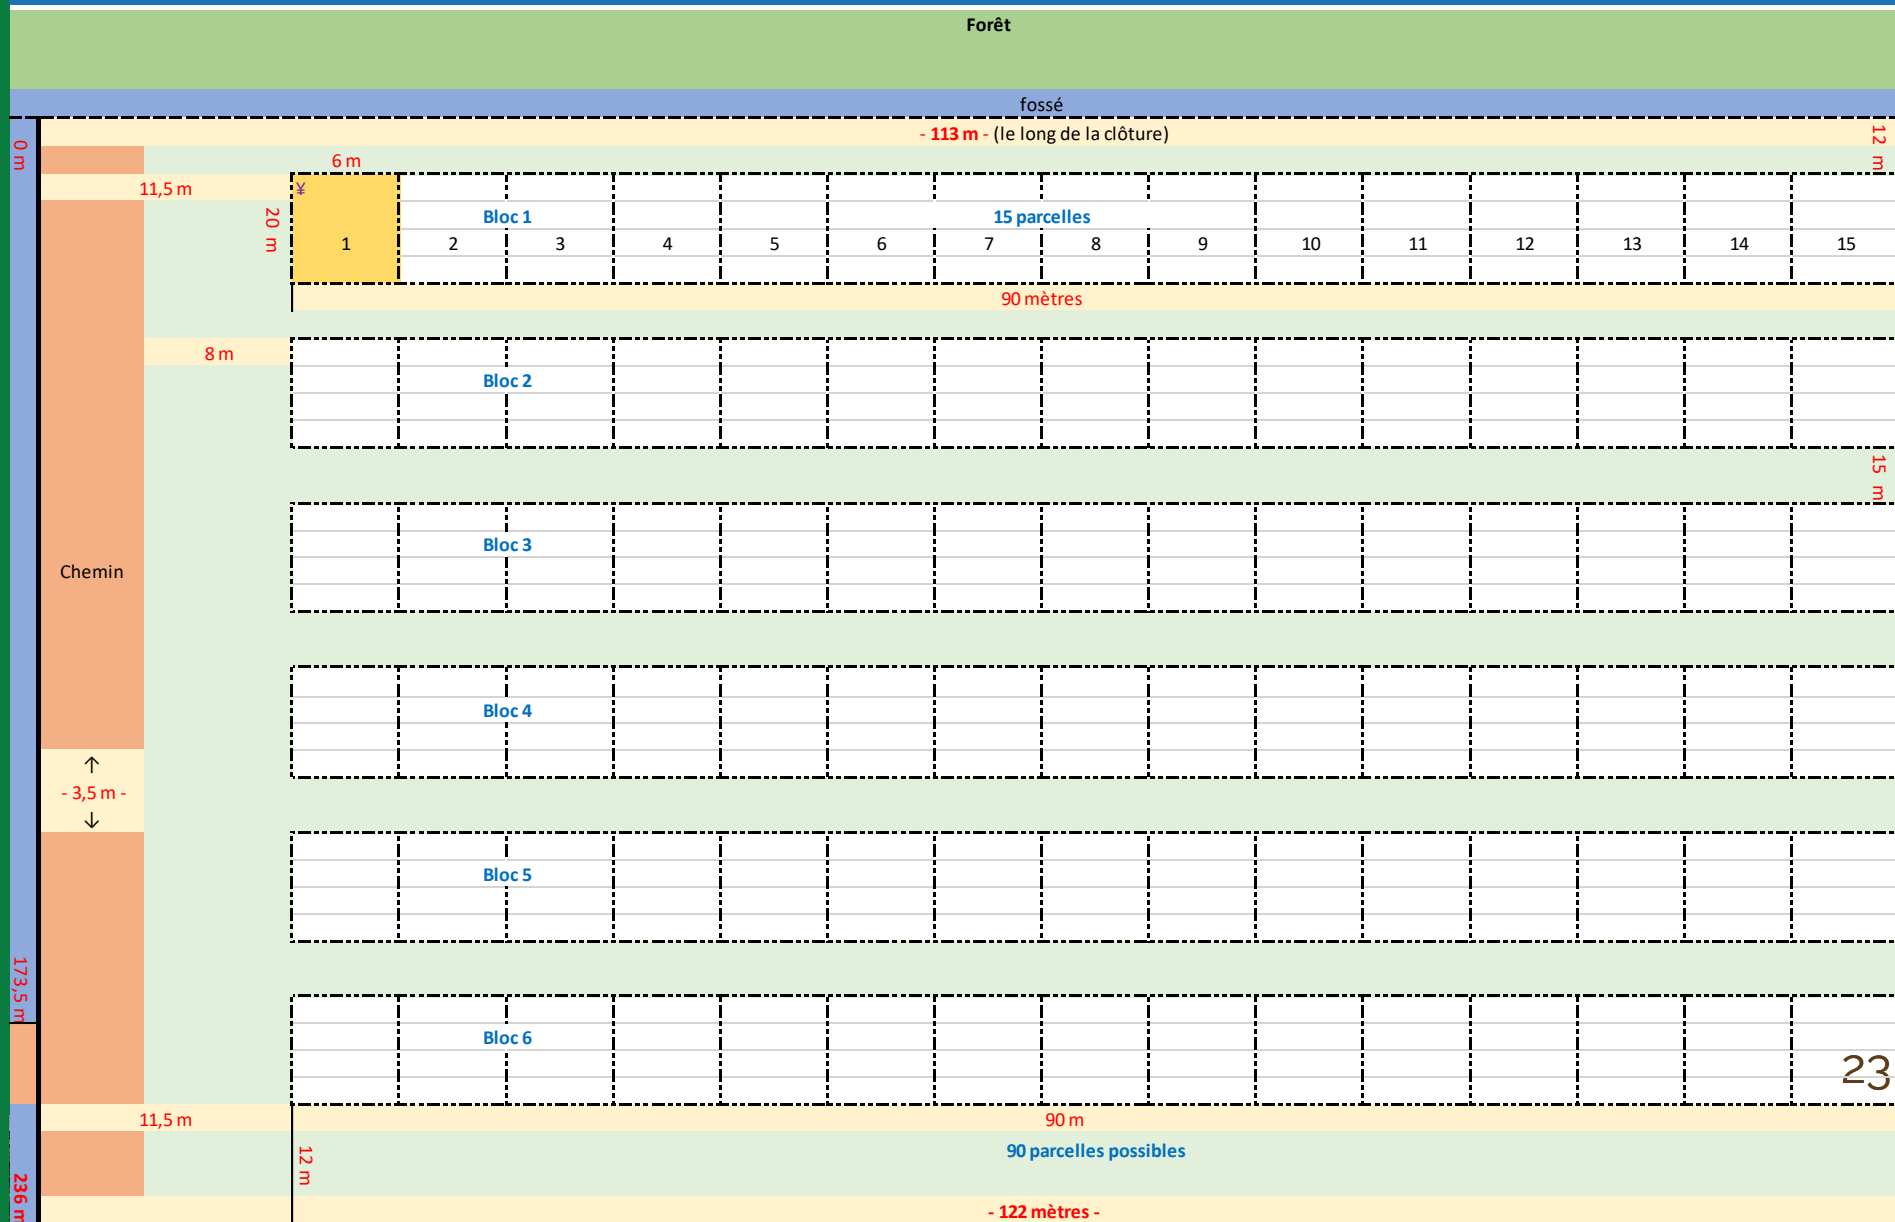 Forêt
fossé
- 113 m - (le long de la clôture)
0 m
12 m
6 m
11,5 m
¥
20 m
Bloc 1
15 parcelles
1 2 3 4 5 6 7 8 9 10 11 12 13 14 15
90 mètres
8 m
Bloc 2
15 m
Bloc 3
Chemin
Bloc 4
↑
- 3,5 m -
↓
Bloc 5
173,5 m
Bloc 6
23
11,5 m
90 m
90 parcelles possibles
12 m
236 m
- 122 mètres -